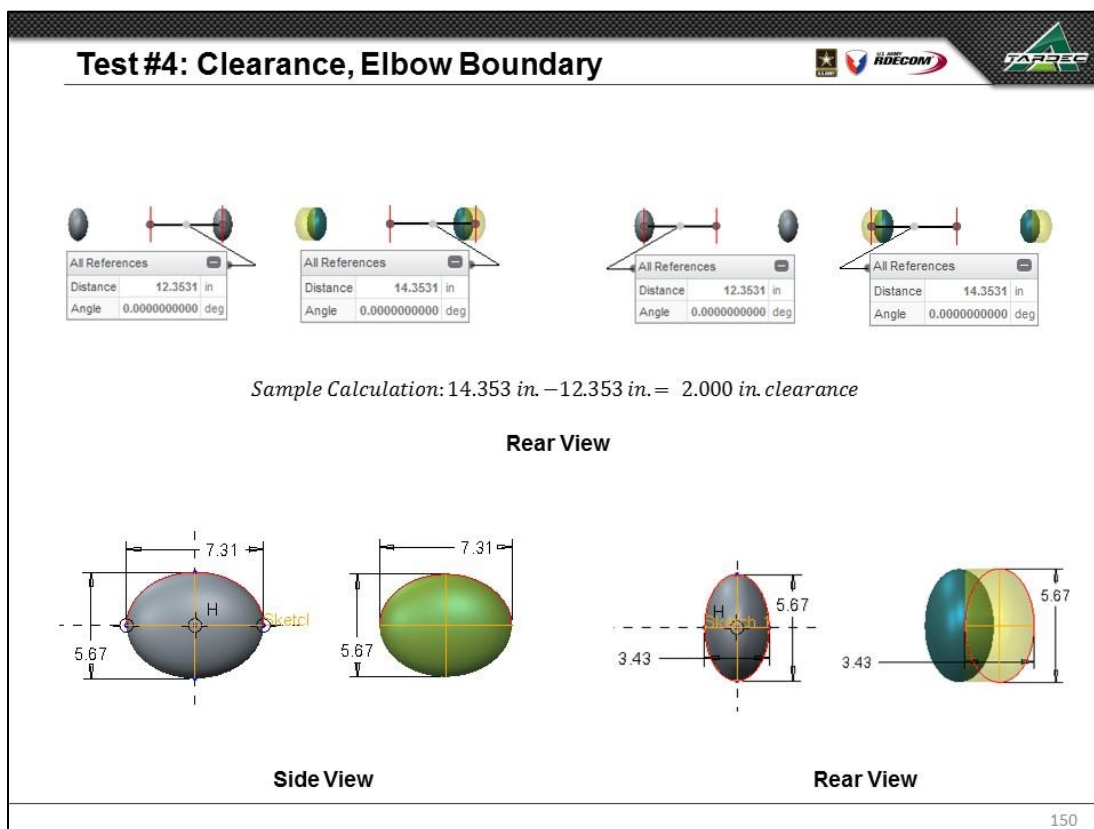 Test #4: Clearance, Elbow Boundary
U.S. ARMY
U.S. ARMY
RDECOM
TARDEC
All References
Distance 12.3531 in
Angle 0.0000000000 deg
All References
Distance 14.3531 in
Angle 0.0000000000 deg
All References
Distance 12.3531 in
Angle 0.0000000000 deg
All References
Distance 14.3531 in
Angle 0.0000000000 deg
Sample Calculation: 14.353 in. −12.353 in. = 2.000 in. clearance
Rear View
7.31
H
Sketcl
5.67
7.31
5.67
H
Sketch_1
5.67
3.43
5.67
3.43
Side View
Rear View
150